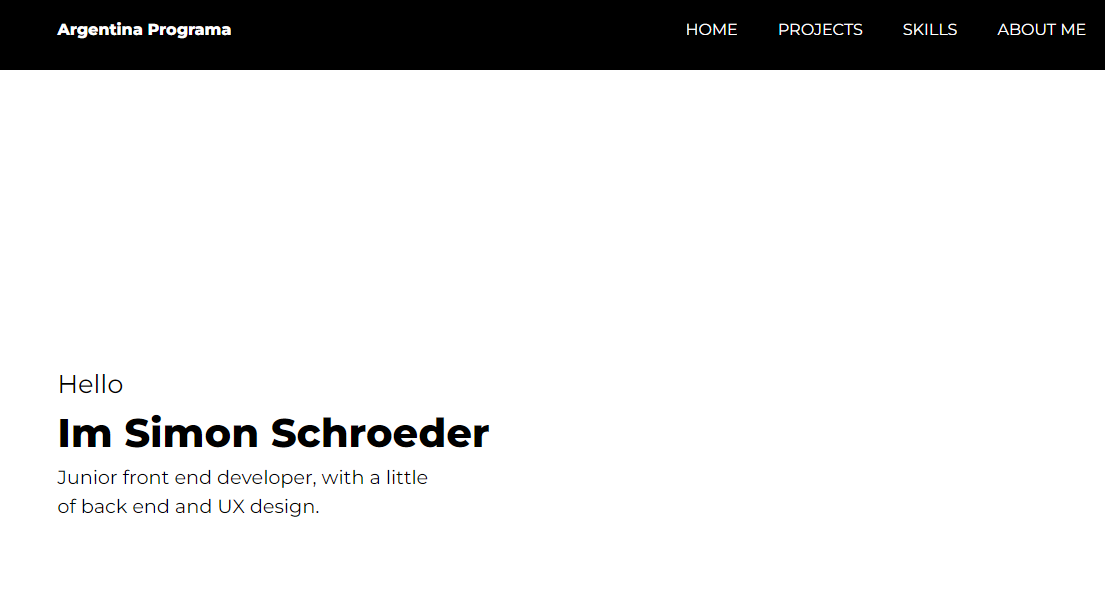 Argentina Programa
HOME PROJECTS SKILLS ABOUT ME
Hello
Im Simon Schroeder
Junior front end developer, with a little
of back end and UX design.